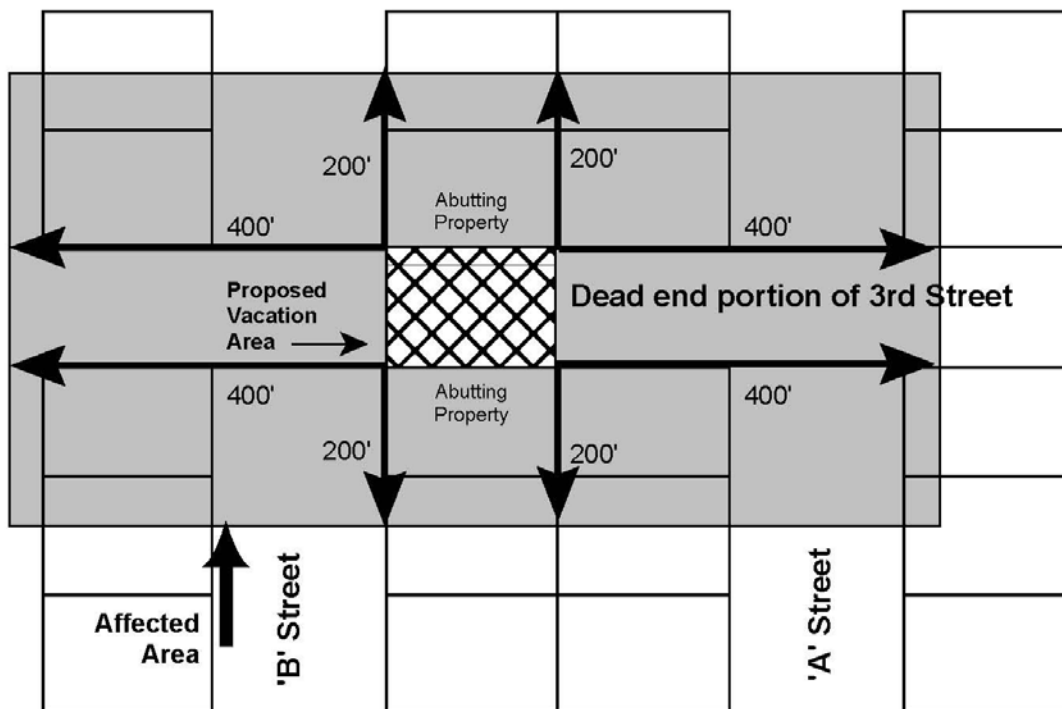 200'
200'
Abutting
Property
400'
400'
Proposed
Vacation
Area
Dead end portion of 3rd Street
400'
Abutting
Property
400'
200'
200'
Affected
Area
'B' Street
'A' Street